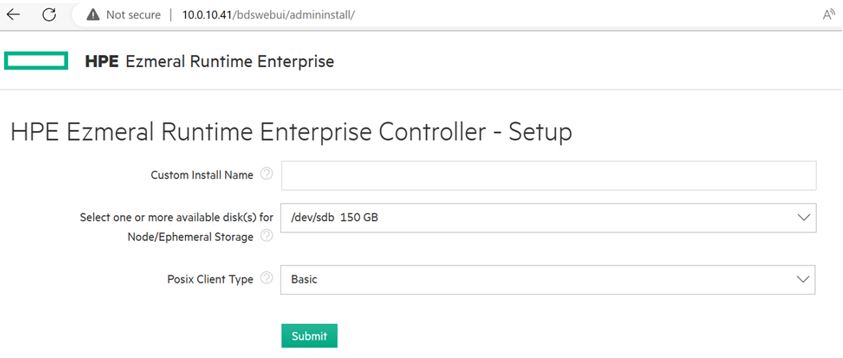 Not secure | 10.0.10.41/bdswebui/admininstall/ A
HPE Ezmeral Runtime Enterprise
HPE Ezmeral Runtime Enterprise Controller - Setup
Custom Install Name ?
Select one or more available disk(s) for /dev/sdb 150 GB
Node/Ephemeral Storage ?
Posix Client Type ? Basic
Submit